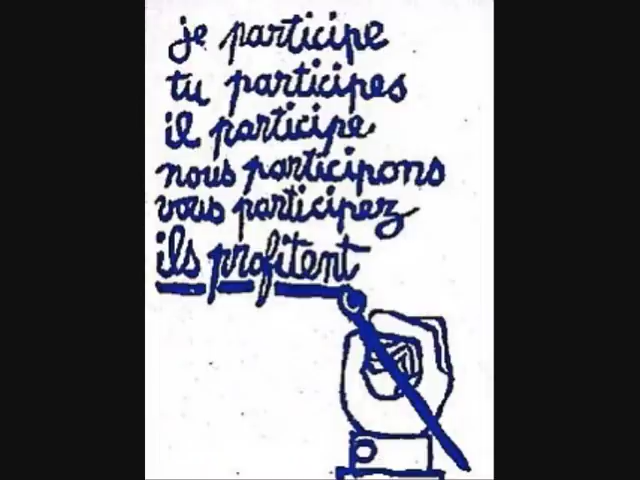 je participe
tu participes
il participe
nous participons
vous participez
ils profitent